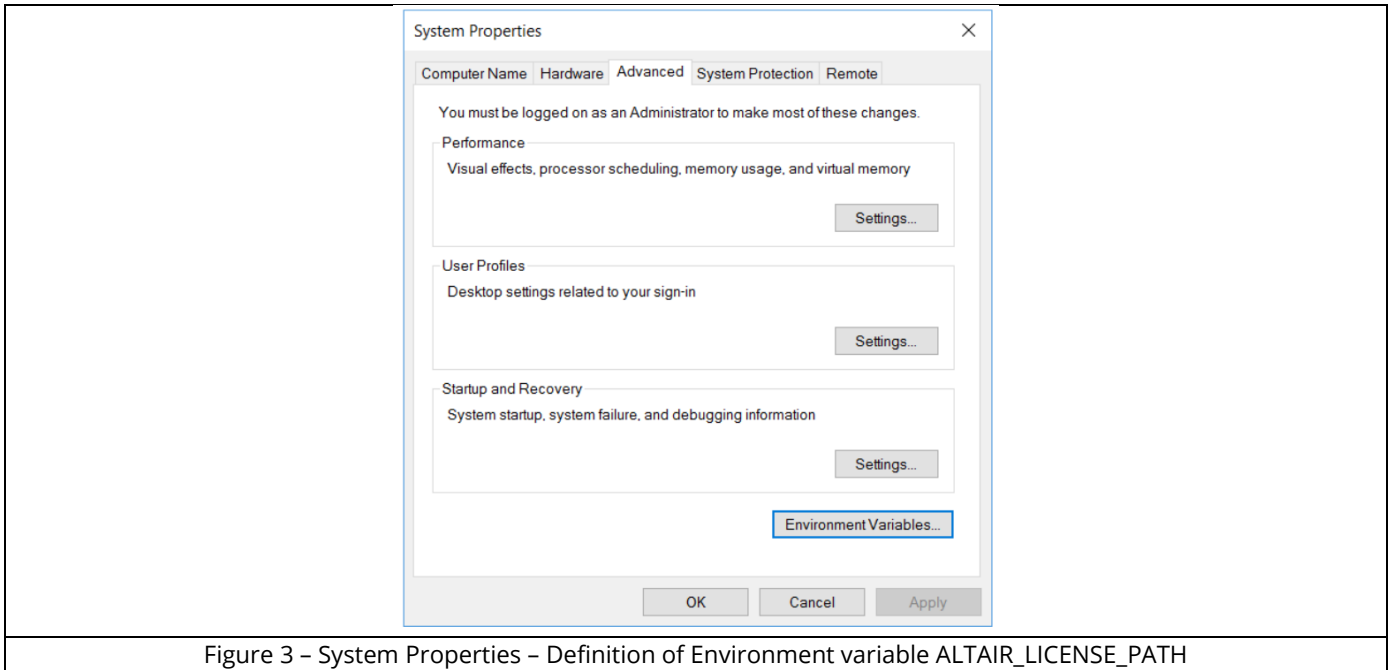 System Properties
Computer Name Hardware Advanced System Protection Remote
You must be logged on as an Administrator to make most of these changes.
Performance
Visual effects, processor scheduling, memory usage, and virtual memory
Settings...
User Profiles
Desktop settings related to your sign-in
Settings...
Startup and Recovery
System startup, system failure, and debugging information
Settings...
Environment Variables...
OK Cancel Apply
Figure 3 – System Properties – Definition of Environment variable ALTAIR_LICENSE_PATH